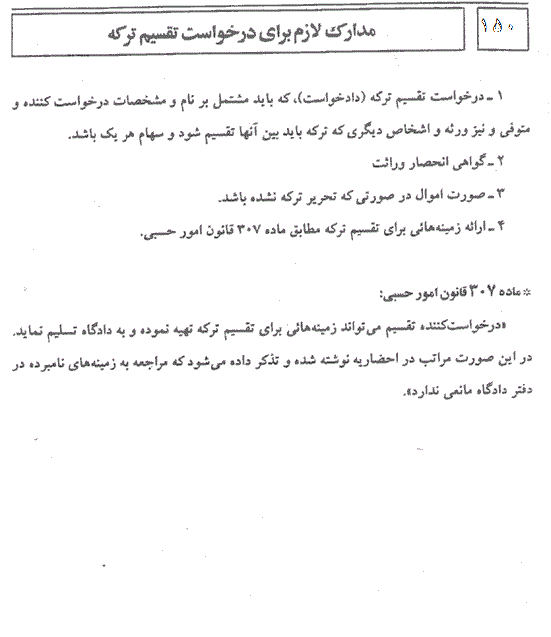 ۱۵۰
مدارک لازم برای درخواست تقسیم ترکه
۱ ـ درخواست تقسیم ترکه (دادخواست)، که باید مشتمل بر نام و مشخصات درخواست کننده و
متوفی و نیز ورثه و اشخاص دیگری که ترکه باید بین آنها تقسیم شود و سهام هر یک باشد.
۲ ـ گواهی انحصار وراثت
۳ ـ صورت اموال در صورتی که تحریر ترکه نشده باشد.
۴ ـ ارائه زمینه‌هائی برای تقسیم ترکه مطابق ماده ۳۰۷ قانون امور حسبی.
* ماده ۳۰۷ قانون امور حسبی:
«درخواست‌کننده تقسیم می‌تواند زمینه‌هائی برای تقسیم ترکه تهیه نموده و به دادگاه تسلیم نماید.
در این صورت مراتب در احضاریه نوشته شده و تذکر داده می‌شود که مراجعه به زمینه‌های نامبرده در
دفتر دادگاه مانعی ندارد».